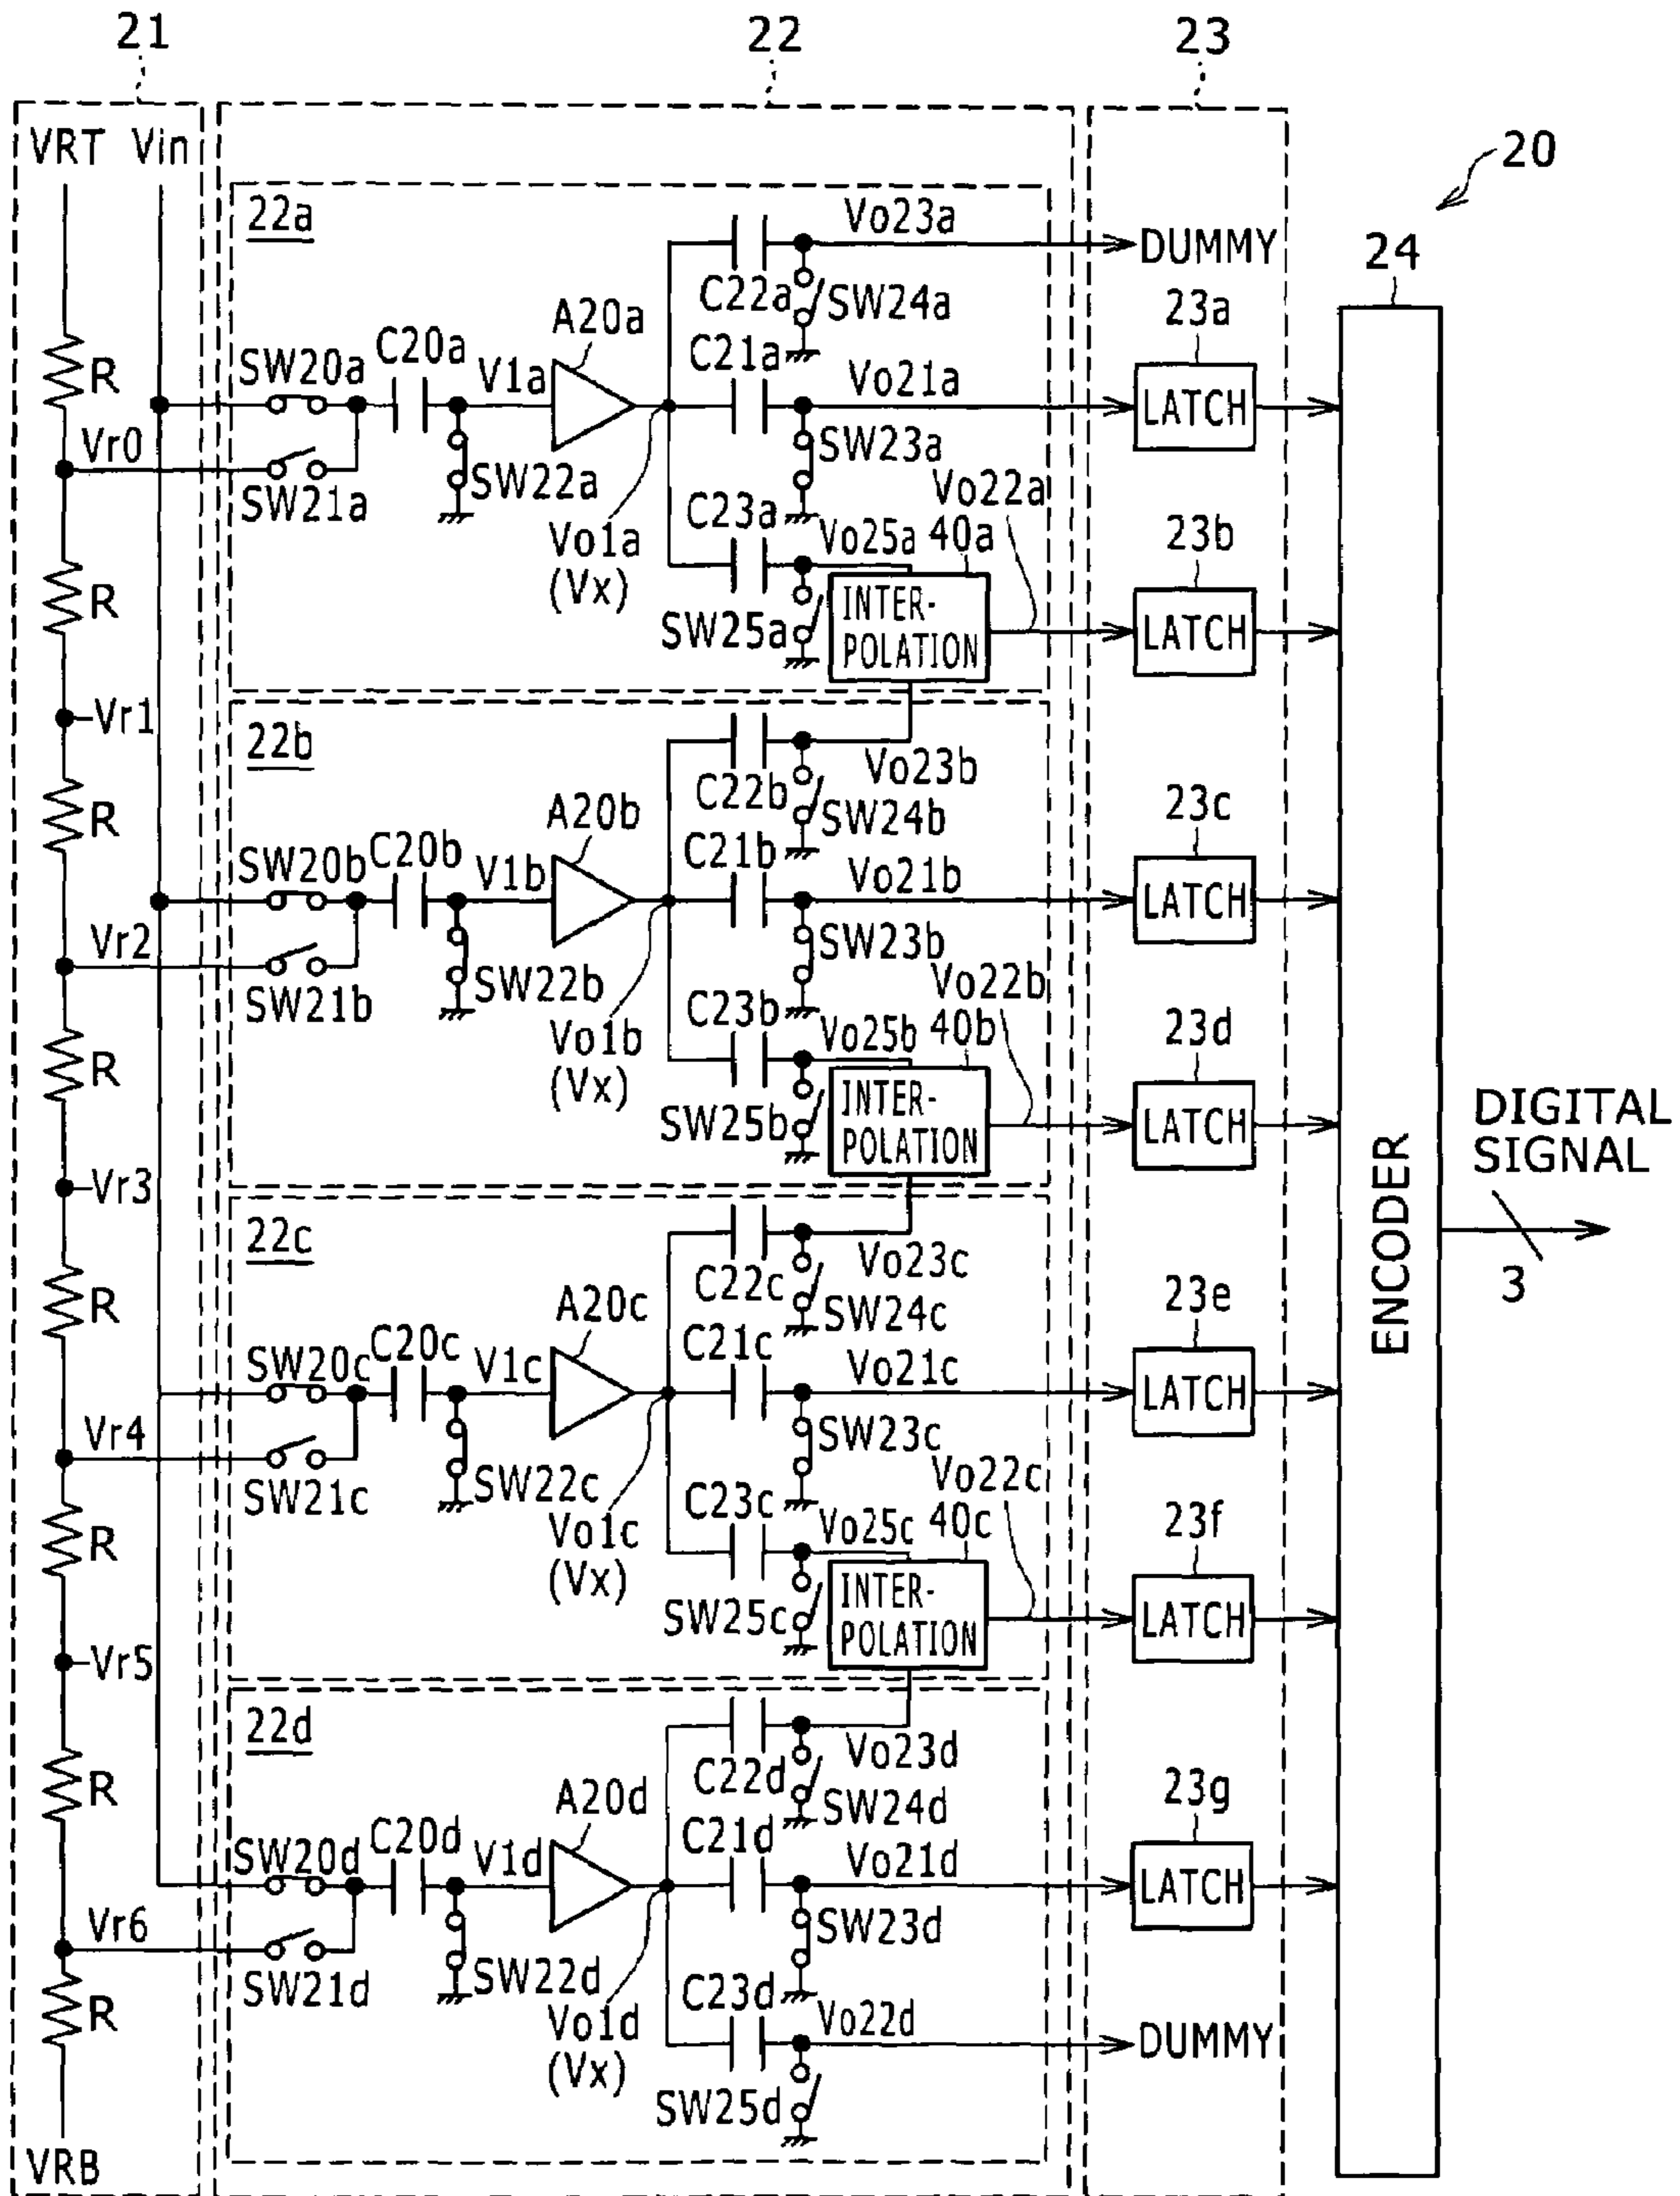 21
22
23
20
VRT Vin
22a
Vo23a
DUMMY
24
C22a
SW24a
A20a
23a
R
SW20a
C20a
V1a
C21a
Vo21a
LATCH
Vr0
SW21a
SW22a
SW23a
Vo22a
C23a
Vo1a
(Vx)
Vo25a
40a
23b
R
SW25a
INTER-
POLATION
LATCH
Vr1
22b
Vo23b
C22b
SW24b
R
A20b
23c
SW20b
C20b
V1b
C21b
Vo21b
LATCH
Vr2
SW21b
SW22b
SW23b
Vo22b
C23b
Vo1b
(Vx)
Vo25b
40b
23d
R
SW25b
INTER-
POLATION
LATCH
DIGITAL
SIGNAL
3
ENCODER
Vr3
22c
Vo23c
C22c
SW24c
R
A20c
23e
SW20c
C20c
V1c
C21c
Vo21c
LATCH
Vr4
SW21c
SW22c
SW23c
Vo22c
C23c
Vo1c
(Vx)
Vo25c
40c
23f
R
SW25c
INTER-
POLATION
LATCH
Vr5
22d
Vo23d
C22d
SW24d
R
A20d
23g
SW20d
C20d
V1d
C21d
Vo21d
LATCH
Vr6
SW21d
SW22d
SW23d
C23d
Vo1d
(Vx)
Vo22d
DUMMY
R
SW25d
VRB